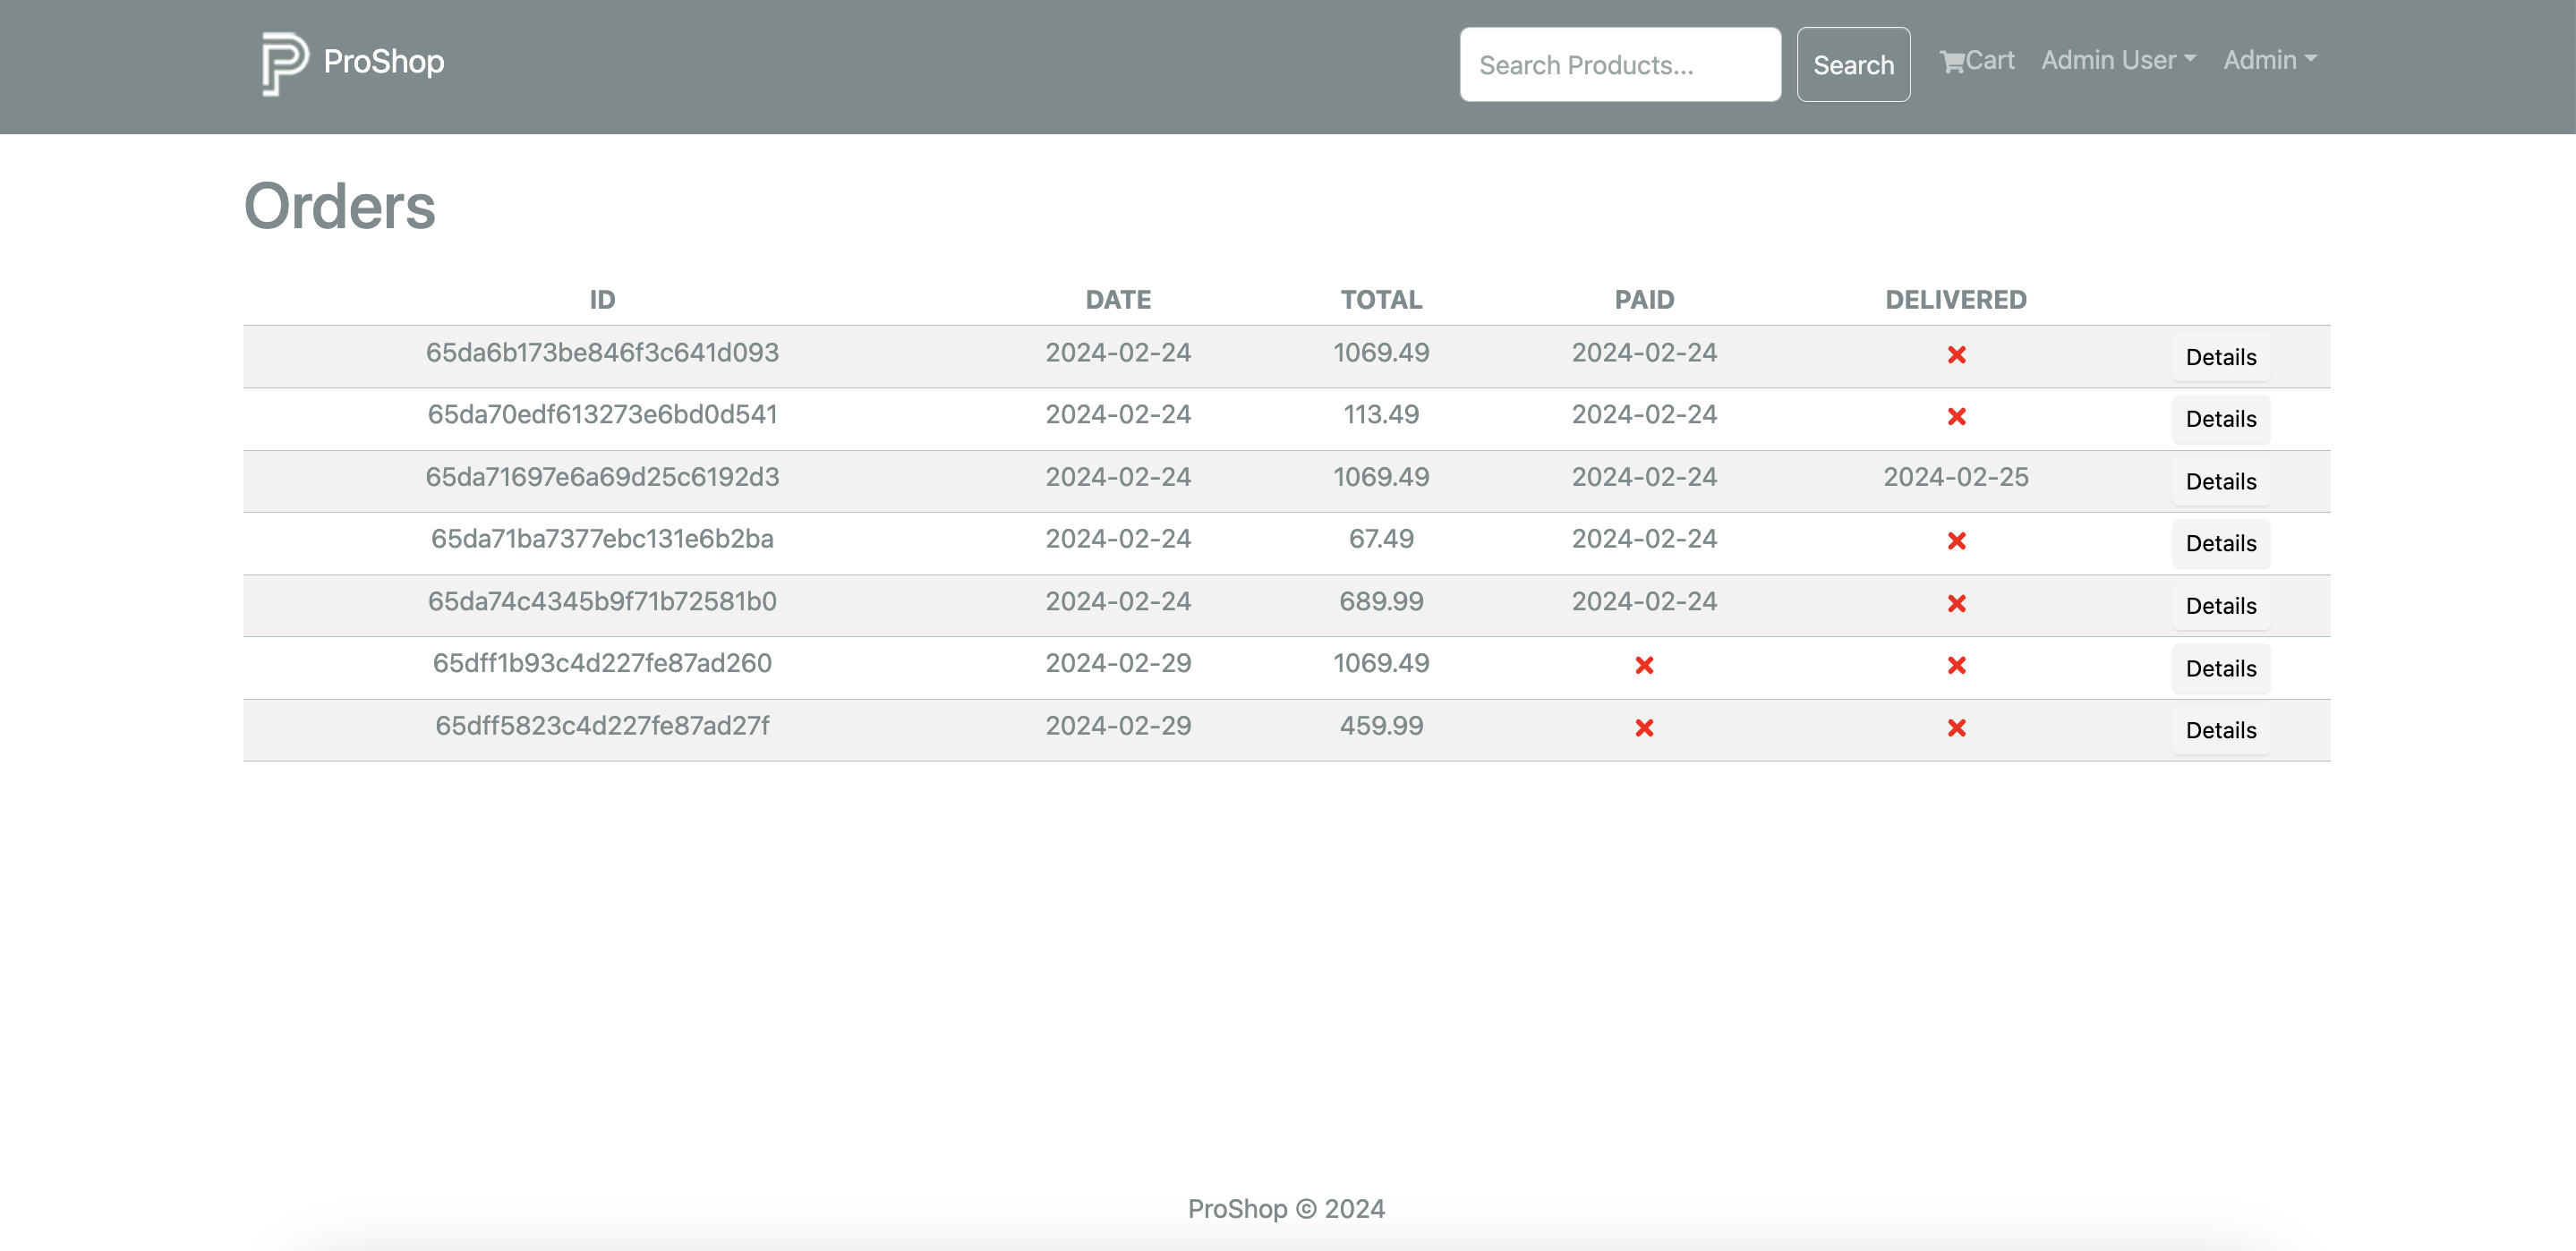 ProShop Search Products... Search Cart Admin User Admin
Orders
ID DATE TOTAL PAID DELIVERED
65da6b173be846f3c641d093 2024-02-24 1069.49 2024-02-24 Details
65da70edf613273e6bd0d541 2024-02-24 113.49 2024-02-24 Details
65da71697e6a69d25c6192d3 2024-02-24 1069.49 2024-02-24 2024-02-25 Details
65da71ba7377ebc131e6b2ba 2024-02-24 67.49 2024-02-24 Details
65da74c4345b9f71b72581b0 2024-02-24 689.99 2024-02-24 Details
65dff1b93c4d227fe87ad260 2024-02-29 1069.49 Details
65dff5823c4d227fe87ad27f 2024-02-29 459.99 Details
ProShop © 2024